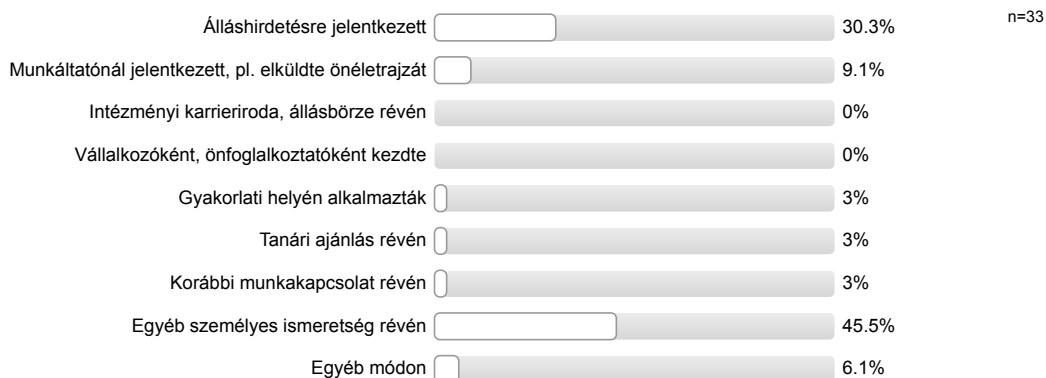 Álláshirdetésre jelentkezett 30.3% n=33
Munkáltatónál jelentkezett, pl. elküldte önéletrajzát 9.1%
Intézményi karrieriroda, állásbörze révén 0%
Vállalkozóként, önfoglalkoztatóként kezdte 0%
Gyakorlati helyén alkalmazták 3%
Tanári ajánlás révén 3%
Korábbi munkakapcsolat révén 3%
Egyéb személyes ismeretség révén 45.5%
Egyéb módon 6.1%